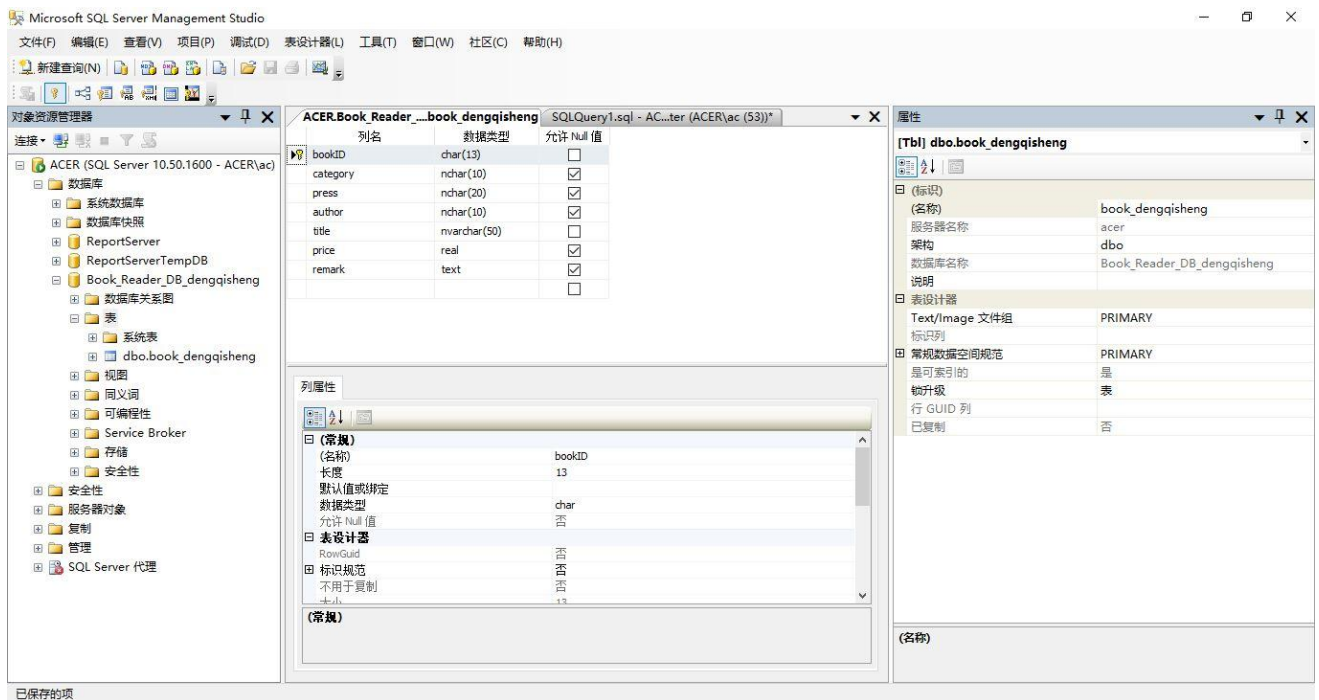 Microsoft SQL Server Management Studio
文件(F) 编辑(E) 查看(V) 项目(P) 调试(D) 表设计器(L) 工具(T) 窗口(W) 社区(C) 帮助(H)
新建查询(N)
对象资源管理器
连接
ACER (SQL Server 10.50.1600 - ACER\ac)
数据库
系统数据库
数据库快照
ReportServer
ReportServerTempDB
Book_Reader_DB_dengqisheng
数据库关系图
表
系统表
dbo.book_dengqisheng
视图
同义词
可编程性
Service Broker
存储
安全性
安全性
服务器对象
复制
管理
SQL Server 代理
ACER.Book_Reader_....book_dengqisheng SQLQuery1.sql - AC...ter (ACER\ac (53))*
列名 数据类型 允许 Null 值
bookID char(13)
category nchar(10)
press nchar(20)
author nchar(10)
title nvarchar(50)
price real
remark text
列属性
(常规)
(名称) bookID
长度 13
默认值或绑定
数据类型 char
允许 Null 值 否
表设计器
RowGuid 否
标识规范 否
不用于复制 否
大小 13
(常规)
属性
[Tbl] dbo.book_dengqisheng
(标识)
(名称) book_dengqisheng
服务器名称 acer
架构 dbo
数据库名称 Book_Reader_DB_dengqisheng
说明
表设计器
Text/Image 文件组 PRIMARY
标识列
常规数据空间规范 PRIMARY
是可索引的 是
锁升级 表
行 GUID 列
已复制 否
(名称)
已保存的项